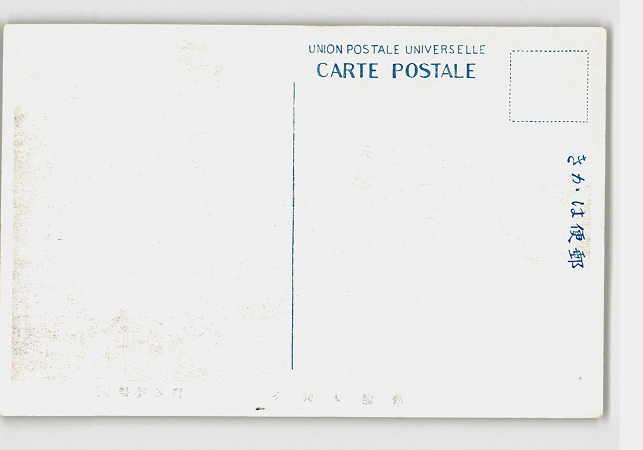 UNION POSTALE UNIVERSELLE
CARTE POSTALE
郵便はかき